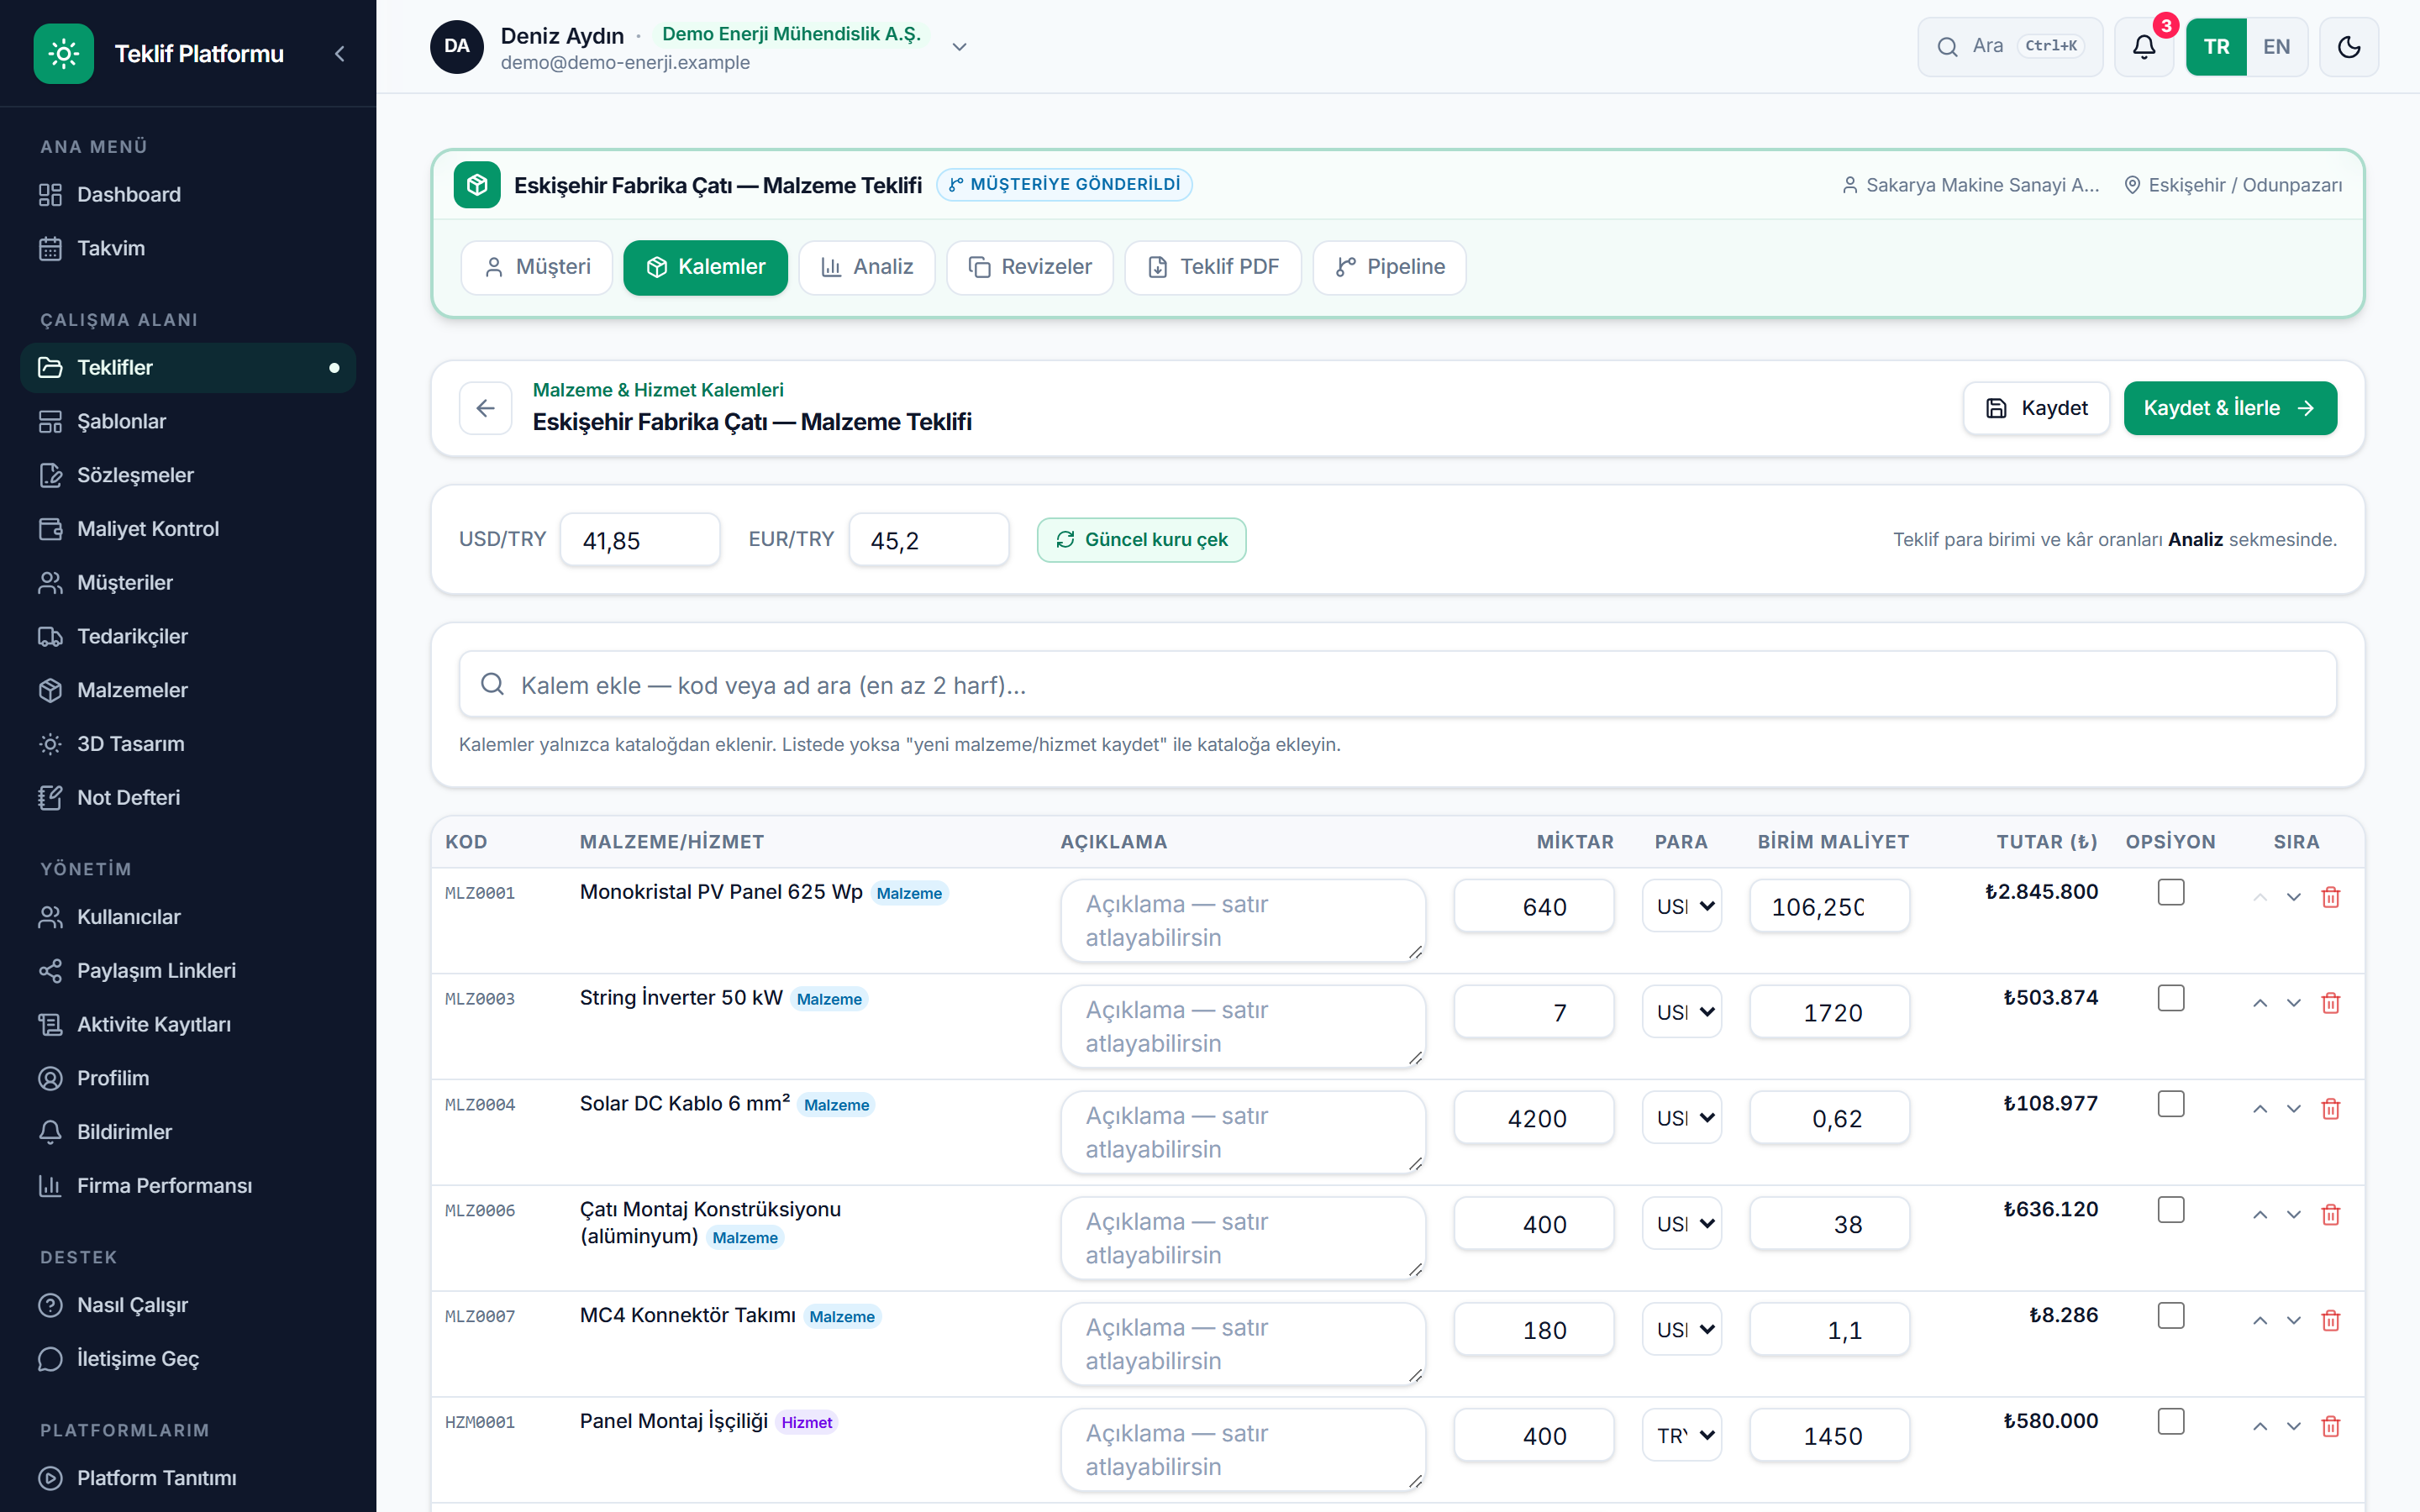 Teklif Platformu
ANA MENÜ
Dashboard
Takvim
ÇALIŞMA ALANI
Teklifler
Şablonlar
Sözleşmeler
Maliyet Kontrol
Müşteriler
Tedarikçiler
Malzemeler
3D Tasarım
Not Defteri
YÖNETİM
Kullanıcılar
Paylaşım Linkleri
Aktivite Kayıtları
Profilim
Bildirimler
Firma Performansı
DESTEK
Nasıl Çalışır
İletişime Geç
PLATFORMLARIM
Platform Tanıtımı
DA
Deniz Aydın · Demo Enerji Mühendislik A.Ş.
demo@demo-enerji.example
Ara Ctrl+K
3
TR EN
Eskişehir Fabrika Çatı — Malzeme Teklifi MÜŞTERİYE GÖNDERİLDİ
Sakarya Makine Sanayi A... Eskişehir / Odunpazarı
Müşteri Kalemler Analiz Revizeler Teklif PDF Pipeline
Malzeme & Hizmet Kalemleri
Eskişehir Fabrika Çatı — Malzeme Teklifi
Kaydet Kaydet & İlerle
USD/TRY 41,85 EUR/TRY 45,2 Güncel kuru çek
Teklif para birimi ve kâr oranları Analiz sekmesinde.
Kalem ekle — kod veya ad ara (en az 2 harf)...
Kalemler yalnızca kataloğdan eklenir. Listede yoksa "yeni malzeme/hizmet kaydet" ile kataloğa ekleyin.
KOD MALZEME/HİZMET AÇIKLAMA MİKTAR PARA BİRİM MALİYET TUTAR (₺) OPSİYON SIRA
MLZ0001 Monokristal PV Panel 625 Wp Malzeme Açıklama — satır atlayabilirsin 640 USD 106,250 ₺2.845.800
MLZ0003 String İnverter 50 kW Malzeme Açıklama — satır atlayabilirsin 7 USD 1720 ₺503.874
MLZ0004 Solar DC Kablo 6 mm² Malzeme Açıklama — satır atlayabilirsin 4200 USD 0,62 ₺108.977
MLZ0006 Çatı Montaj Konstrüksiyonu (alüminyum) Malzeme Açıklama — satır atlayabilirsin 400 USD 38 ₺636.120
MLZ0007 MC4 Konnektör Takımı Malzeme Açıklama — satır atlayabilirsin 180 USD 1,1 ₺8.286
HZM0001 Panel Montaj İşçiliği Hizmet Açıklama — satır atlayabilirsin 400 TRY 1450 ₺580.000